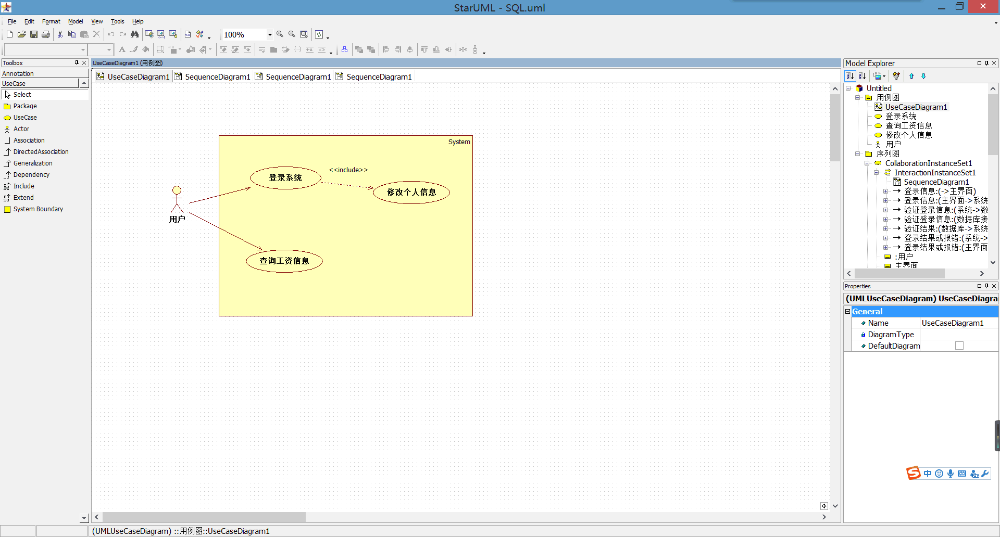 StarUML - SQL.uml
File Edit Format Model View Tools Help
100%
Toolbox
Annotation
UseCase
Select
Package
UseCase
Actor
Association
DirectedAssociation
Generalization
Dependency
Include
Extend
System Boundary
UseCaseDiagram1 (用例图)
UseCaseDiagram1 SequenceDiagram1 SequenceDiagram1 SequenceDiagram1
System
<<include>>
登录系统
修改个人信息
用户
查询工资信息
Model Explorer
Untitled
用例图
UseCaseDiagram1
登录系统
查询工资信息
修改个人信息
用户
序列图
CollaborationInstanceSet1
InteractionInstanceSet1
SequenceDiagram1
登录信息:(->主界面)
登录信息:(主界面->系统
验证登录信息:(系统->数
验证登录信息:(数据库接
验证结果:(数据库->系统
登录结果或报错:(系统->
登录结果或报错:(主界面
:用户
主界面
Properties
(UMLUseCaseDiagram) UseCaseDiagra
General
Name UseCaseDiagram1
DiagramType
DefaultDiagram
中
(UMLUseCaseDiagram) ::用例图::UseCaseDiagram1